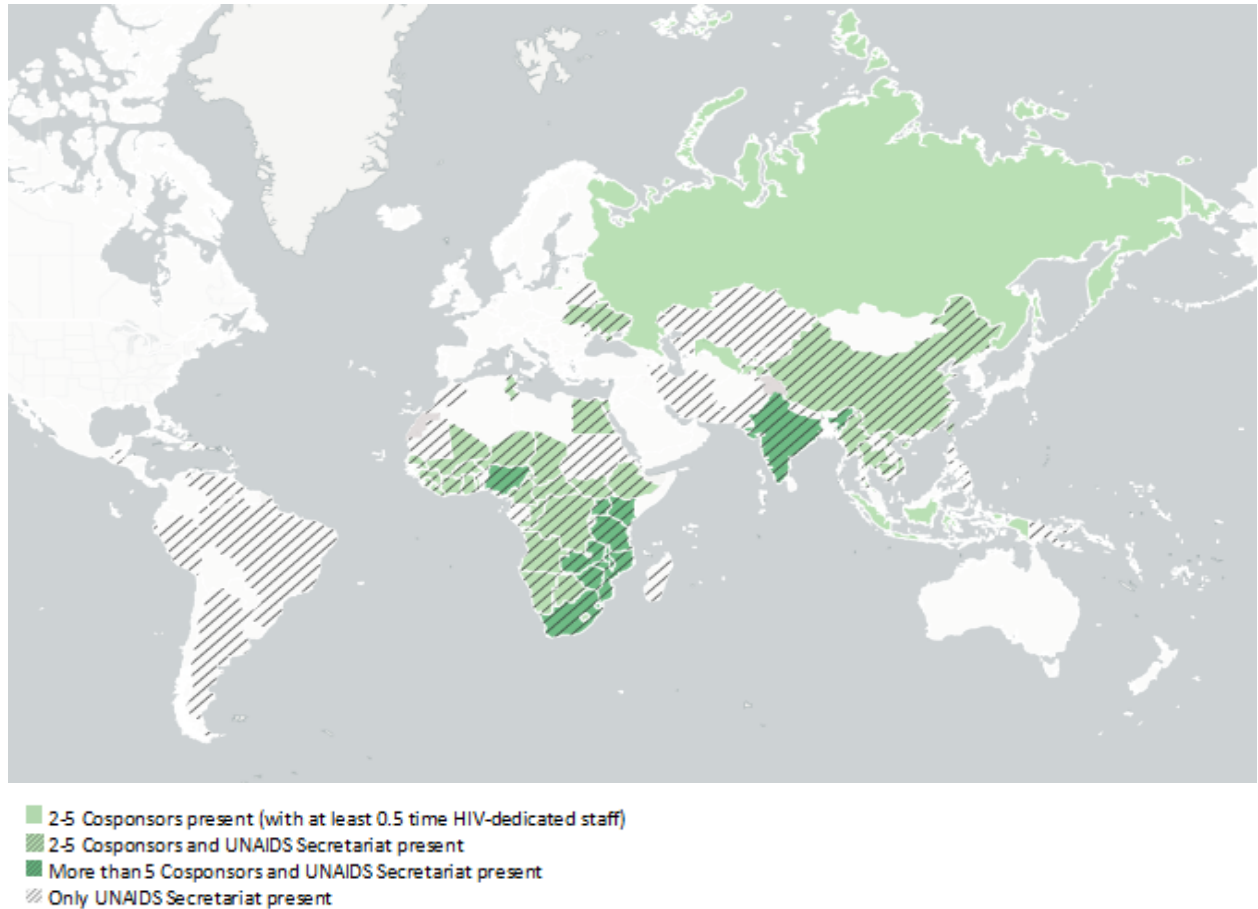 2-5 Cosponsors present (with at least 0.5 time HIV-dedicated staff)
2-5 Cosponsors and UNAIDS Secretariat present
More than 5 Cosponsors and UNAIDS Secretariat present
Only UNAIDS Secretariat present